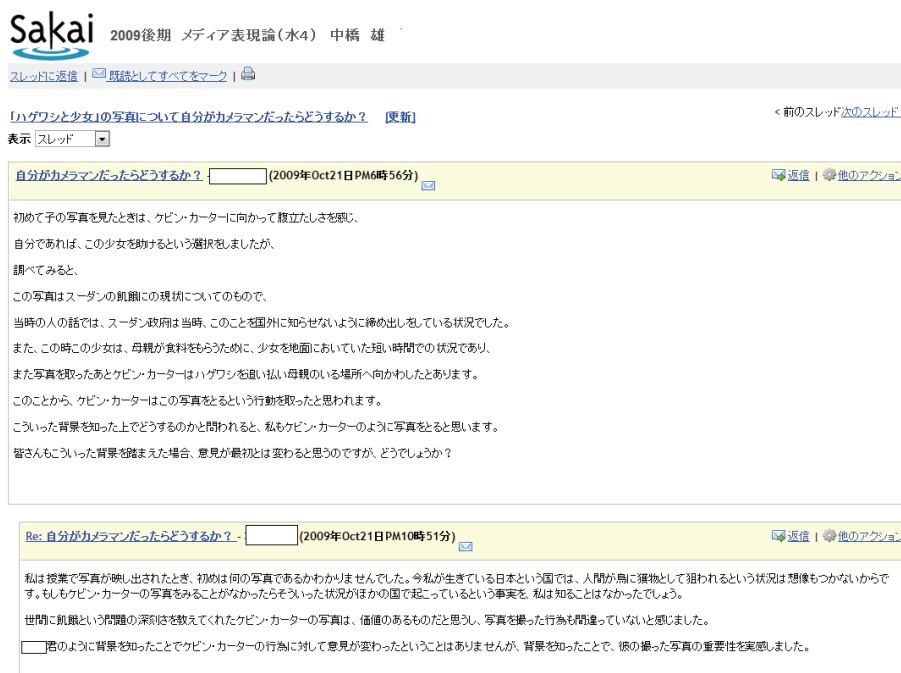 Sakai 2009後期 メディア表現論(水4) 中橋 雄
スレッドに返信 | 既読としてすべてをマーク |
「ハゲワシと少女」の写真について自分がカメラマンだったらどうするか? [更新]
< 前のスレッド次のスレッド
表示 スレッド
自分がカメラマンだったらどうするか? - (2009年Oct21日PM6時56分)
返信 | 他のアクション
初めて子の写真を見たときは、ケビン・カーターに向かって腹立たしさを感じ、
自分であれば、この少女を助けるという選択をしましたが、
調べてみると、
この写真はスーダンの飢餓にの現状についてのもので、
当時の人の話では、スーダン政府は当時、このことを国外に知らせないように締め出しをしている状況でした。
また、この時この少女は、母親が食料をもらうために、少女を地面においていた短い時間での状況であり、
また写真を取ったあとケビン・カーターはハゲワシを追い払い母親のいる場所へ向かわしたとあります。
このことから、ケビン・カーターはこの写真をとるという行動を取ったと思われます。
こういった背景を知った上でどうするのかと問われると、私もケビン・カーターのように写真をとると思います。
皆さんもこういった背景を踏まえた場合、意見が最初とは変わると思うのですが、どうでしょうか?
Re: 自分がカメラマンだったらどうするか? - (2009年Oct21日PM10時51分)
返信 | 他のアクション
私は授業で写真が映し出されたとき、初めは何の写真であるかわかりませんでした。今私が生きている日本という国では、人間が鳥に獲物として狙われるという状況は想像もつかないからで
す。もしもケビン・カーターの写真をみることがなかったらそういった状況がほかの国で起こっているという事実を、私は知ることはなかったでしょう。
世間に飢餓という問題の深刻さを教えてくれたケビン・カーターの写真は、価値のあるものだと思うし、写真を撮った行為も間違っていないと感じました。
君のように背景を知ったことでケビン・カーターの行為に対して意見が変わったということはありませんが、背景を知ったことで、彼の撮った写真の重要性を実感しました。